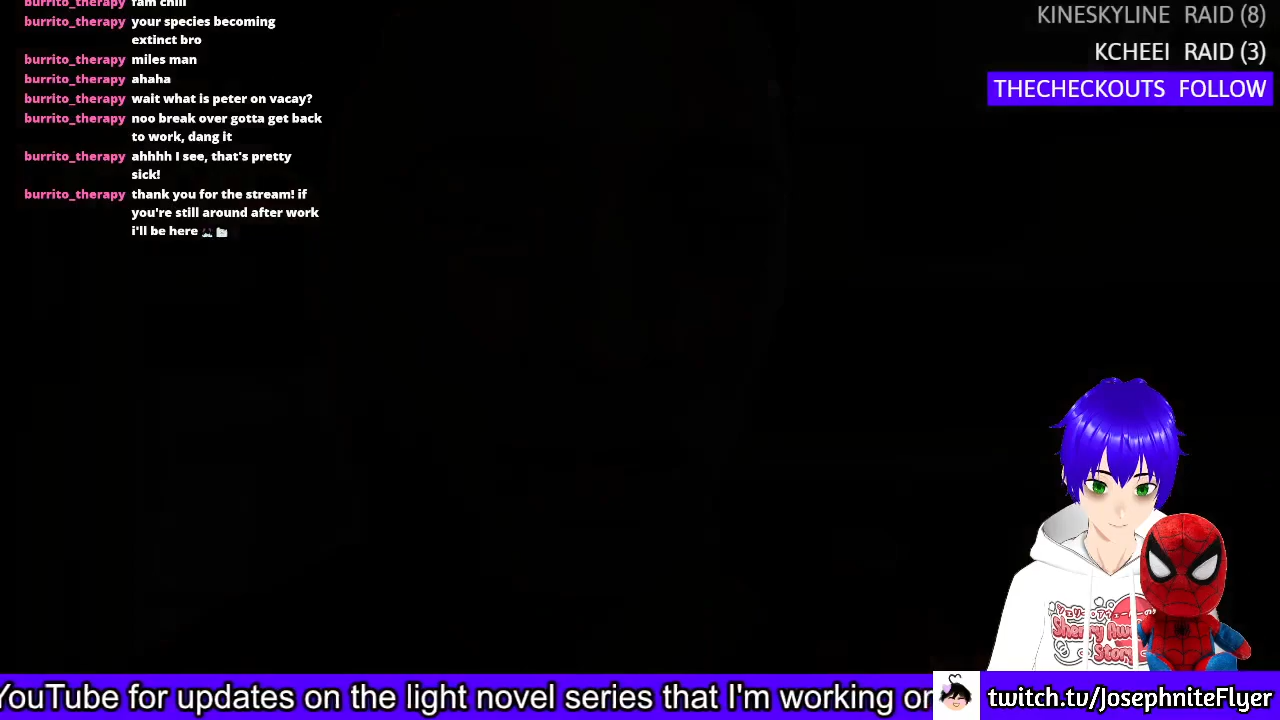 burrito_therapy fam chill
burrito_therapy your species becoming
extinct bro
burrito_therapy miles man
burrito_therapy ahaha
burrito_therapy wait what is peter on vacay?
burrito_therapy noo break over gotta get back
to work, dang it
burrito_therapy ahhhh I see, that's pretty
sick!
burrito_therapy thank you for the stream! if
you're still around after work
i'll be here
KINESKYLINE RAID (8)
KCHEEI RAID (3)
THECHECKOUTS FOLLOW
Sherry
Story
YouTube for updates on the light novel series that I'm working on
twitch.tv/JosephniteFlyer